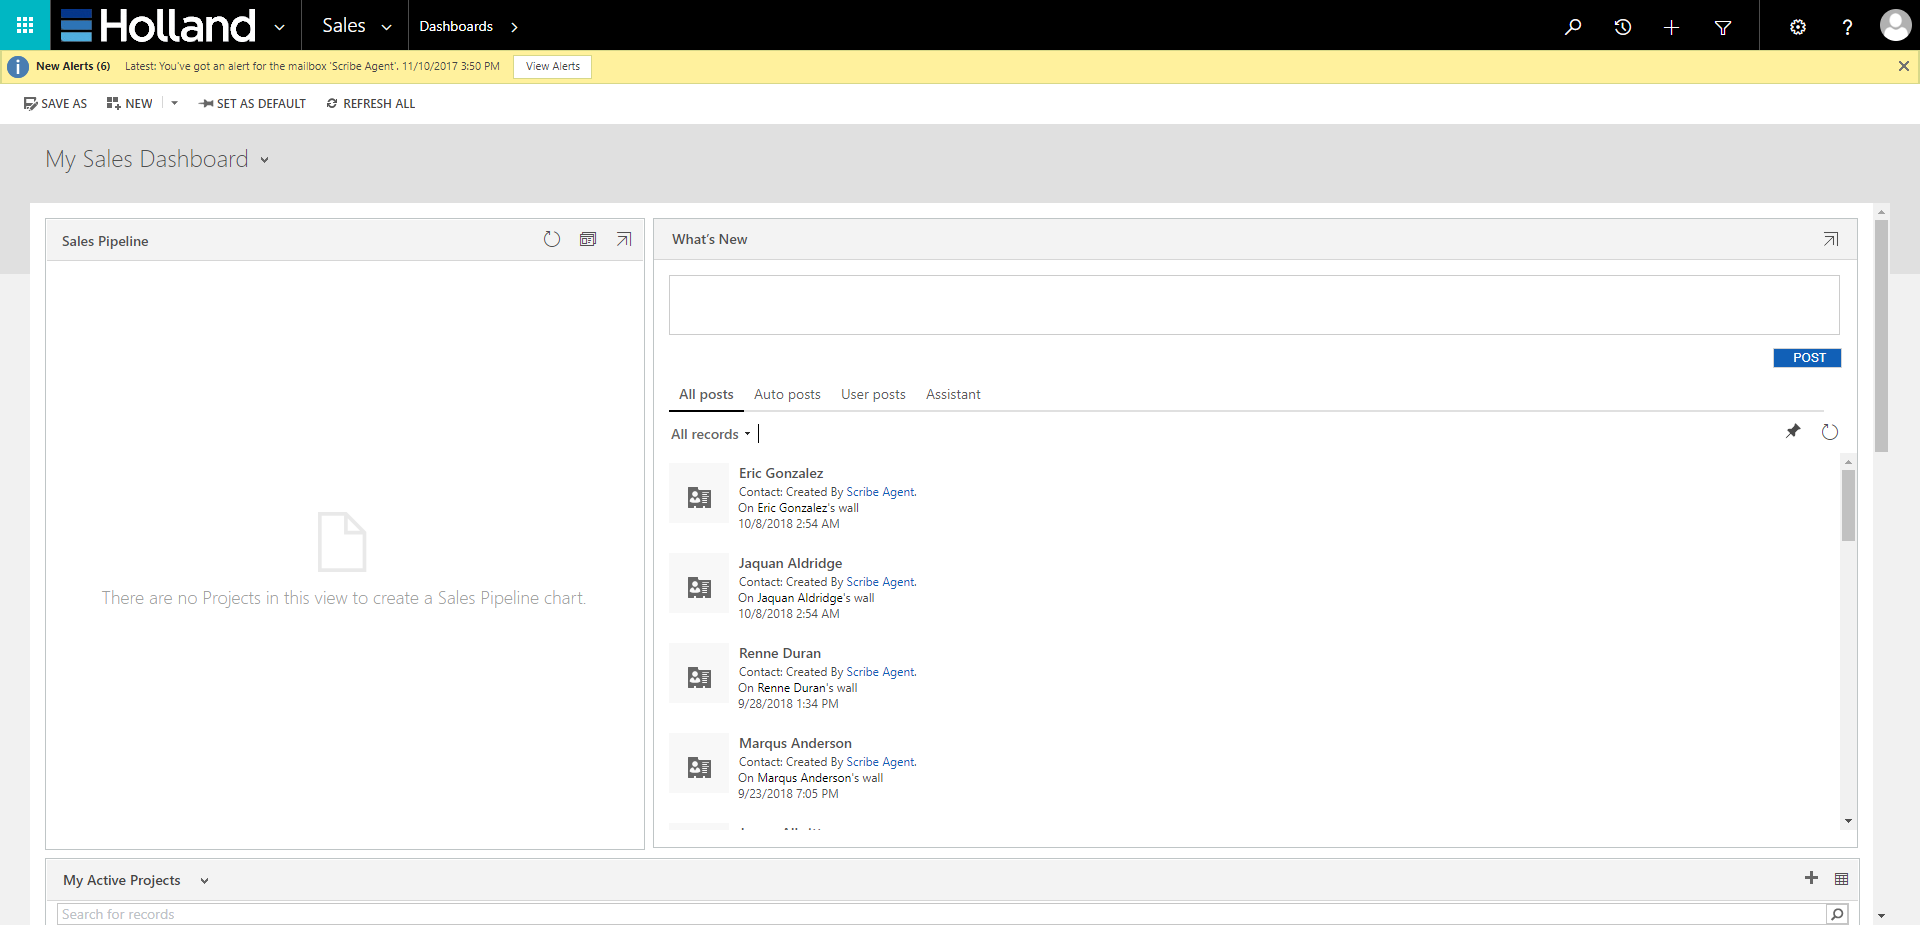 Holland
Sales
Dashboards
New Alerts (6) Latest: You've got an alert for the mailbox 'Scribe Agent'. 11/10/2017 3:50 PM View Alerts
SAVE AS NEW SET AS DEFAULT REFRESH ALL
My Sales Dashboard
Sales Pipeline
There are no Projects in this view to create a Sales Pipeline chart.
What's New
POST
All posts Auto posts User posts Assistant
All records
Eric Gonzalez
Contact: Created By Scribe Agent.
On Eric Gonzalez's wall
10/8/2018 2:54 AM
Jaquan Aldridge
Contact: Created By Scribe Agent.
On Jaquan Aldridge's wall
10/8/2018 2:54 AM
Renne Duran
Contact: Created By Scribe Agent.
On Renne Duran's wall
9/28/2018 1:34 PM
Marqus Anderson
Contact: Created By Scribe Agent.
On Marqus Anderson's wall
9/23/2018 7:05 PM
My Active Projects
Search for records